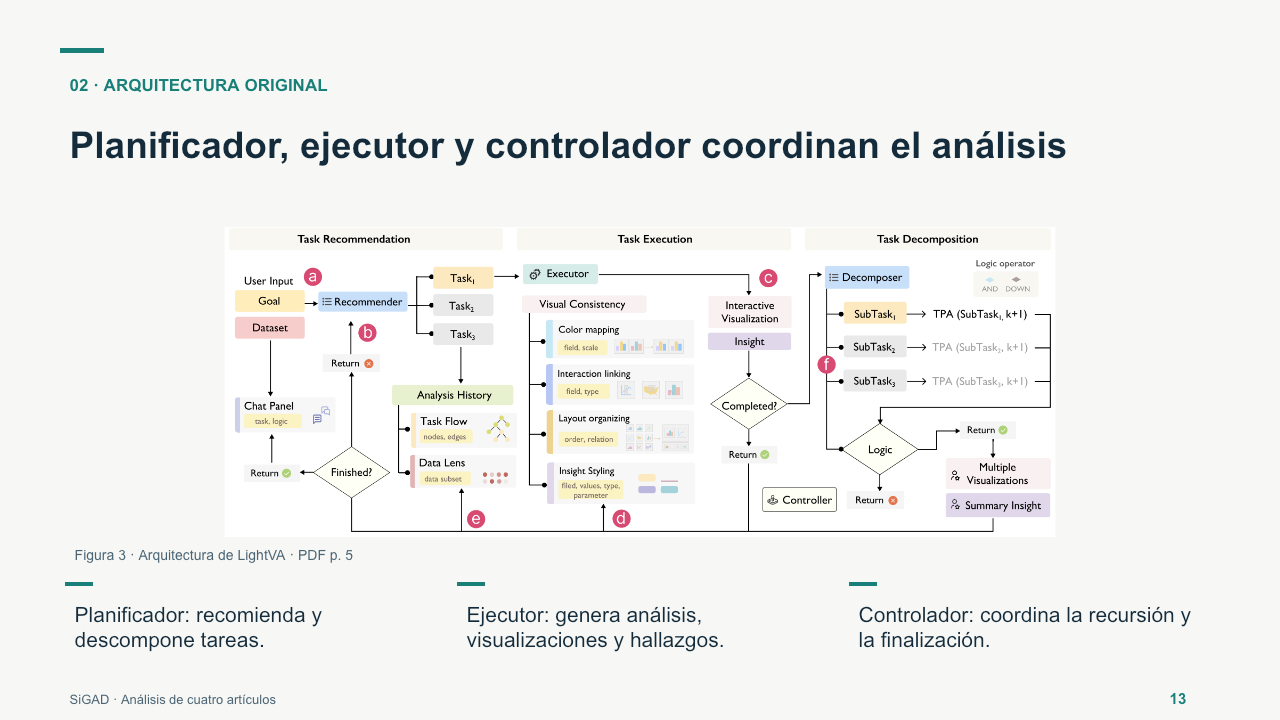 02 · ARQUITECTURA ORIGINAL
Planificador, ejecutor y controlador coordinan el análisis
Task Recommendation
Task Execution
Task Decomposition
User Input
a
Goal
Dataset
Recommender
b
Return
Task1
Task2
Task3
Chat Panel
task, logic
Return
Finished?
Analysis History
Task Flow
nodes, edges
Data Lens
data subset
e
Executor
Visual Consistency
Color mapping
field, scale
Interaction linking
field, type
Layout organizing
order, relation
Insight Styling
filed, values, type,
parameter
d
c
Interactive
Visualization
Insight
Completed?
Return
Controller
Decomposer
Logic operator
AND DOWN
SubTask1
TPA (SubTask1, k+1)
SubTask2
TPA (SubTask2, k+1)
f
SubTask3
TPA (SubTask3, k+1)
Logic
Return
Return
Multiple
Visualizations
Summary Insight
Figura 3 · Arquitectura de LightVA · PDF p. 5
Planificador: recomienda y
descompone tareas.
Ejecutor: genera análisis,
visualizaciones y hallazgos.
Controlador: coordina la recursión y
la finalización.
SiGAD · Análisis de cuatro artículos
13